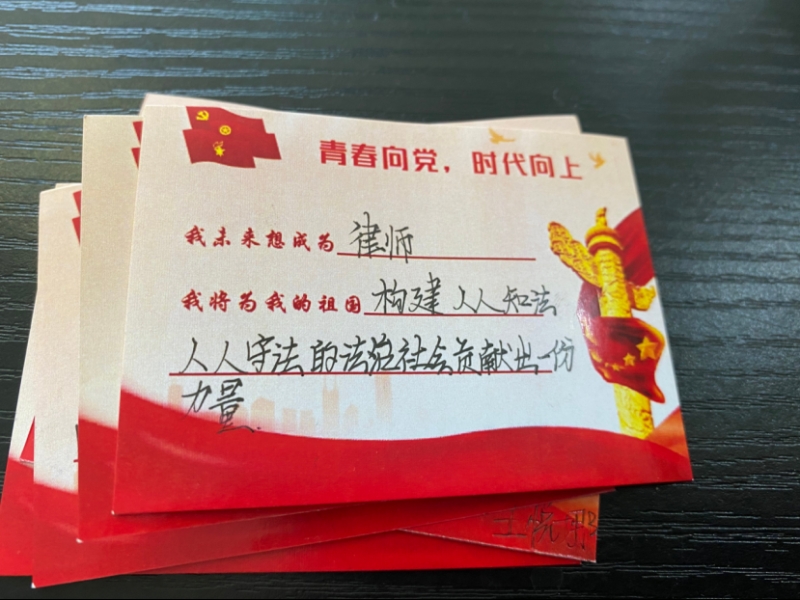 青春向党，时代向上
我未来想成为 律师
我将为我的祖国 构建人人知法
人人守法的法治社会贡献出一份
力量.